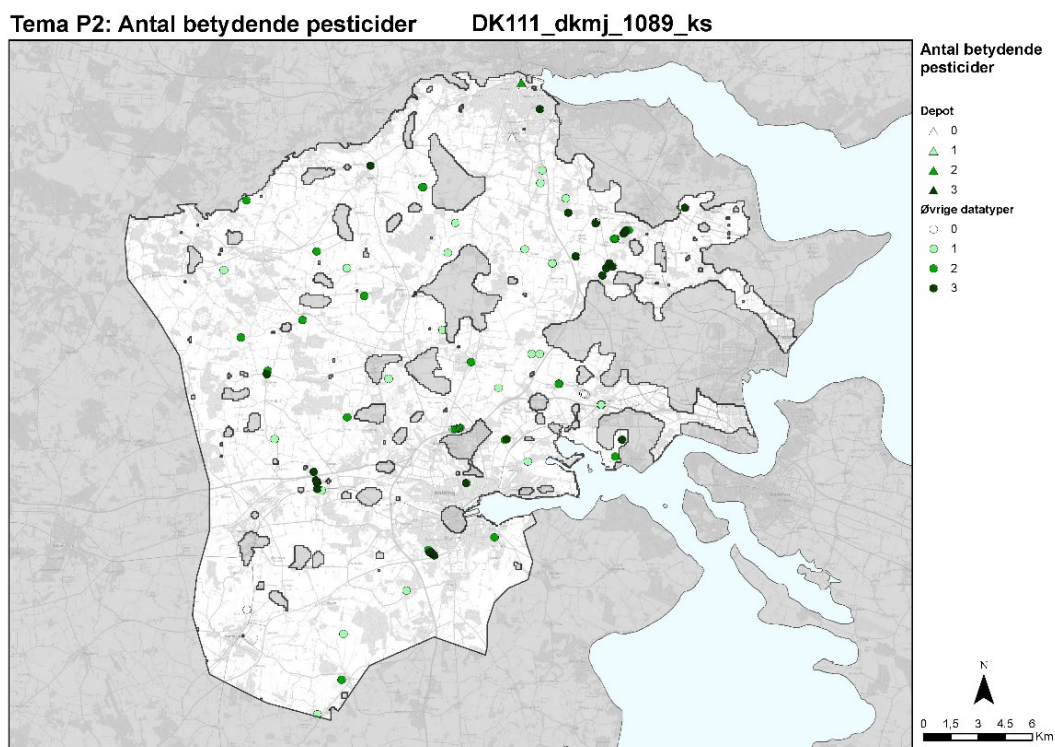 Tema P2: Antal betydende pesticider DK111_dkmj_1089_ks
Antal betydende
pesticider
Depot
0
1
2
3
Øvrige datatyper
0
1
2
3
N
0 1,5 3 4.5 6
Km